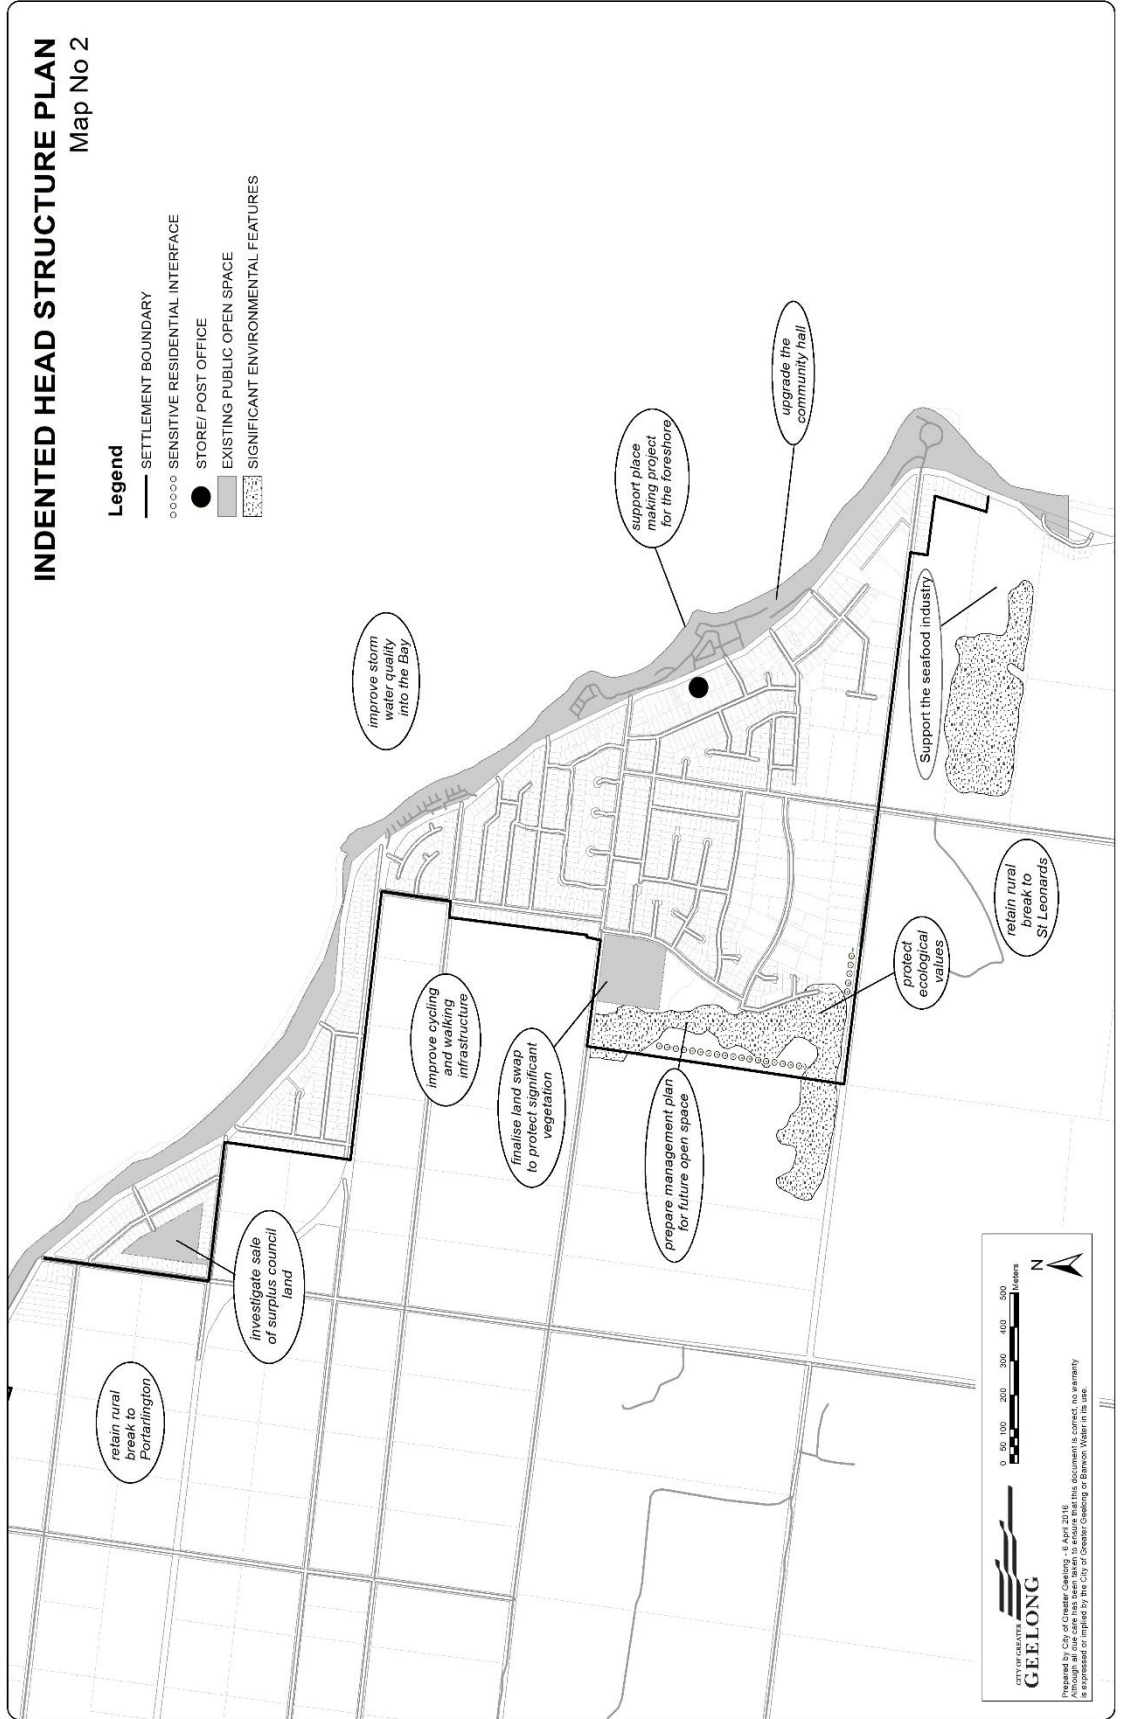 INDENTED HEAD STRUCTURE PLAN
Map No 2
Legend
SETTLEMENT BOUNDARY
SENSITIVE RESIDENTIAL INTERFACE
STORE/ POST OFFICE
EXISTING PUBLIC OPEN SPACE
SIGNIFICANT ENVIRONMENTAL FEATURES
retain rural
break to
Portarlington
investigate sale
of surplus council
land
improve cycling
and walking
infrastructure
improve storm
water quality
into the Bay
finalise land swap
to protect significant
vegetation
support place
making project
for the foreshore
prepare management plan
for future open space
upgrade the
community hall
protect
ecological
values
Support the seafood industry
retain rural
break to
St Leonards
CITY OF GREATER
GEELONG
0 50 100 200 300 400 500
Meters
N
Prepared by City of Greater Geelong - 6 April 2016
Although all due care has been taken to ensure that this document is correct, no warranty
is expressed or implied by the City of Greater Geelong or Barwon Water in its use.